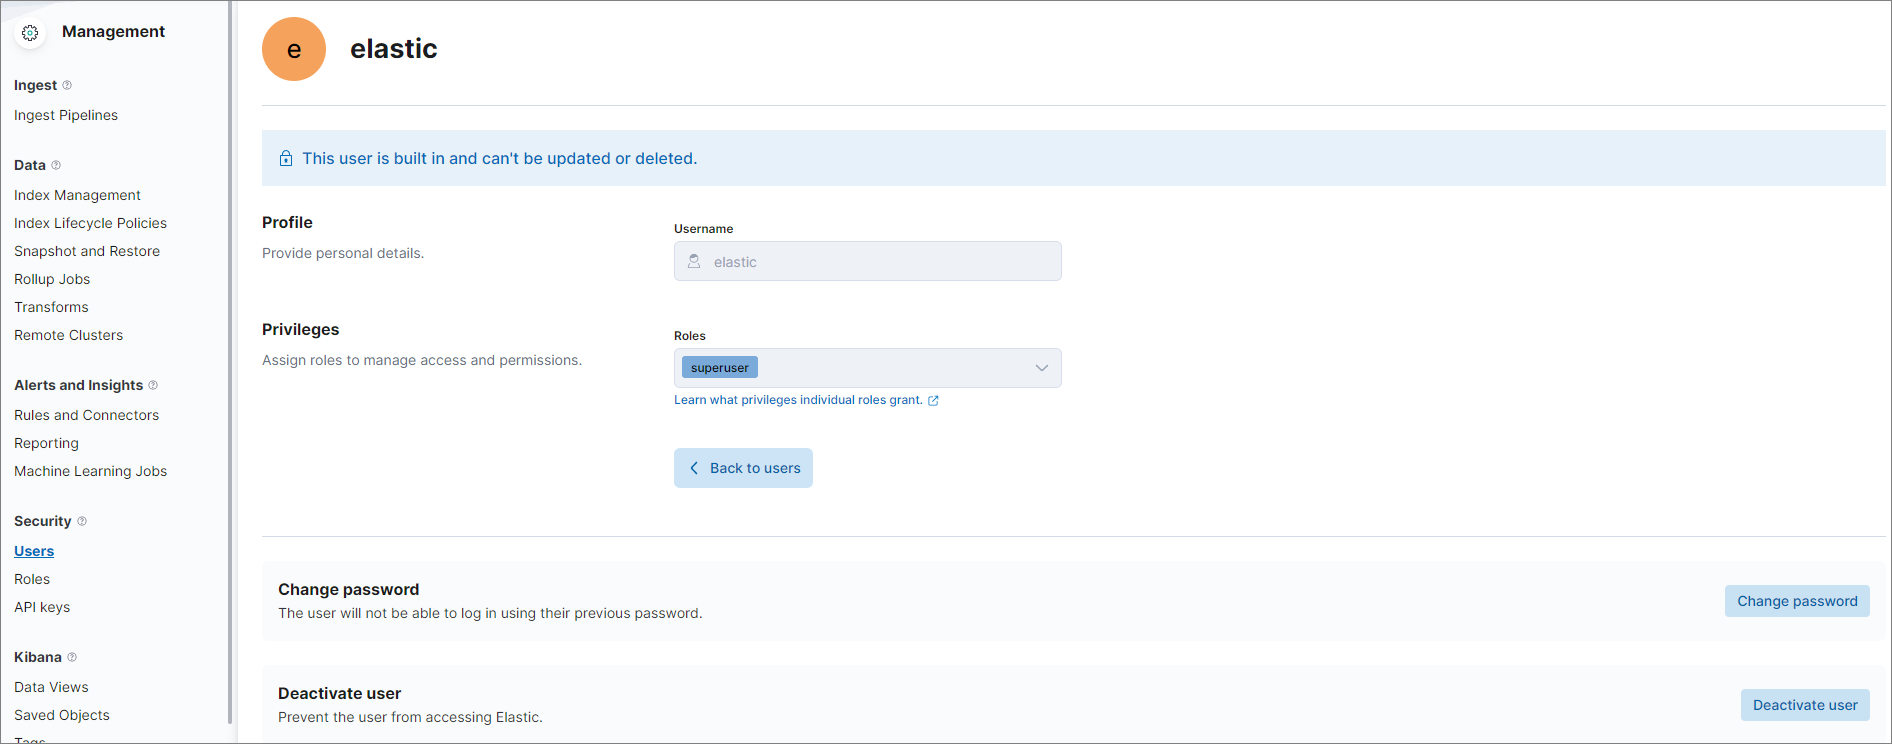 Management
Ingest
Ingest Pipelines
Data
Index Management
Index Lifecycle Policies
Snapshot and Restore
Rollup Jobs
Transforms
Remote Clusters
Alerts and Insights
Rules and Connectors
Reporting
Machine Learning Jobs
Security
Users
Roles
API keys
Kibana
Data Views
Saved Objects
Tags
e
elastic
This user is built in and can't be updated or deleted.
Profile
Provide personal details.
Username
elastic
Privileges
Assign roles to manage access and permissions.
Roles
superuser
Learn what privileges individual roles grant.
Back to users
Change password
The user will not be able to log in using their previous password.
Change password
Deactivate user
Prevent the user from accessing Elastic.
Deactivate user